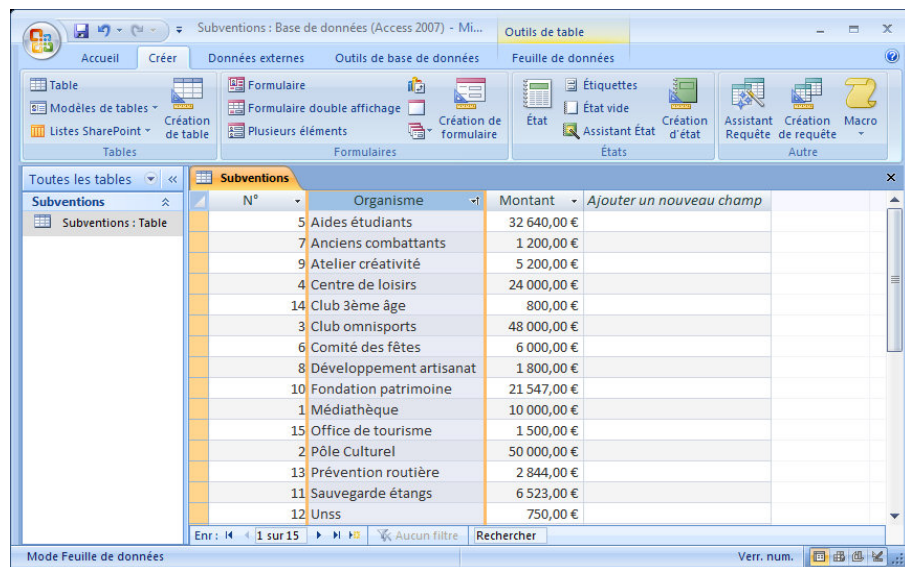 Subventions : Base de données (Access 2007) - Mi...
Outils de table
Accueil Créer Données externes Outils de base de données Feuille de données
Table
Modèles de tables
Listes SharePoint
Création de table
Tables
Formulaire
Formulaire double affichage
Plusieurs éléments
Création de formulaire
Formulaires
État
Étiquettes
État vide
Assistant État
Création d'état
États
Assistant Requête
Création de requête
Macro
Autre
Toutes les tables
Subventions
Subventions : Table
Subventions
N° Organisme Montant Ajouter un nouveau champ
5 Aides étudiants 32 640,00 €
7 Anciens combattants 1 200,00 €
9 Atelier créativité 5 200,00 €
4 Centre de loisirs 24 000,00 €
14 Club 3ème âge 800,00 €
3 Club omnisports 48 000,00 €
6 Comité des fêtes 6 000,00 €
8 Développement artisanat 1 800,00 €
10 Fondation patrimoine 21 547,00 €
1 Médiathèque 10 000,00 €
15 Office de tourisme 1 500,00 €
2 Pôle Culturel 50 000,00 €
13 Prévention routière 2 844,00 €
11 Sauvegarde étangs 6 523,00 €
12 Unss 750,00 €
Enr : 1 sur 15 Aucun filtre Rechercher
Mode Feuille de données Verr. num.